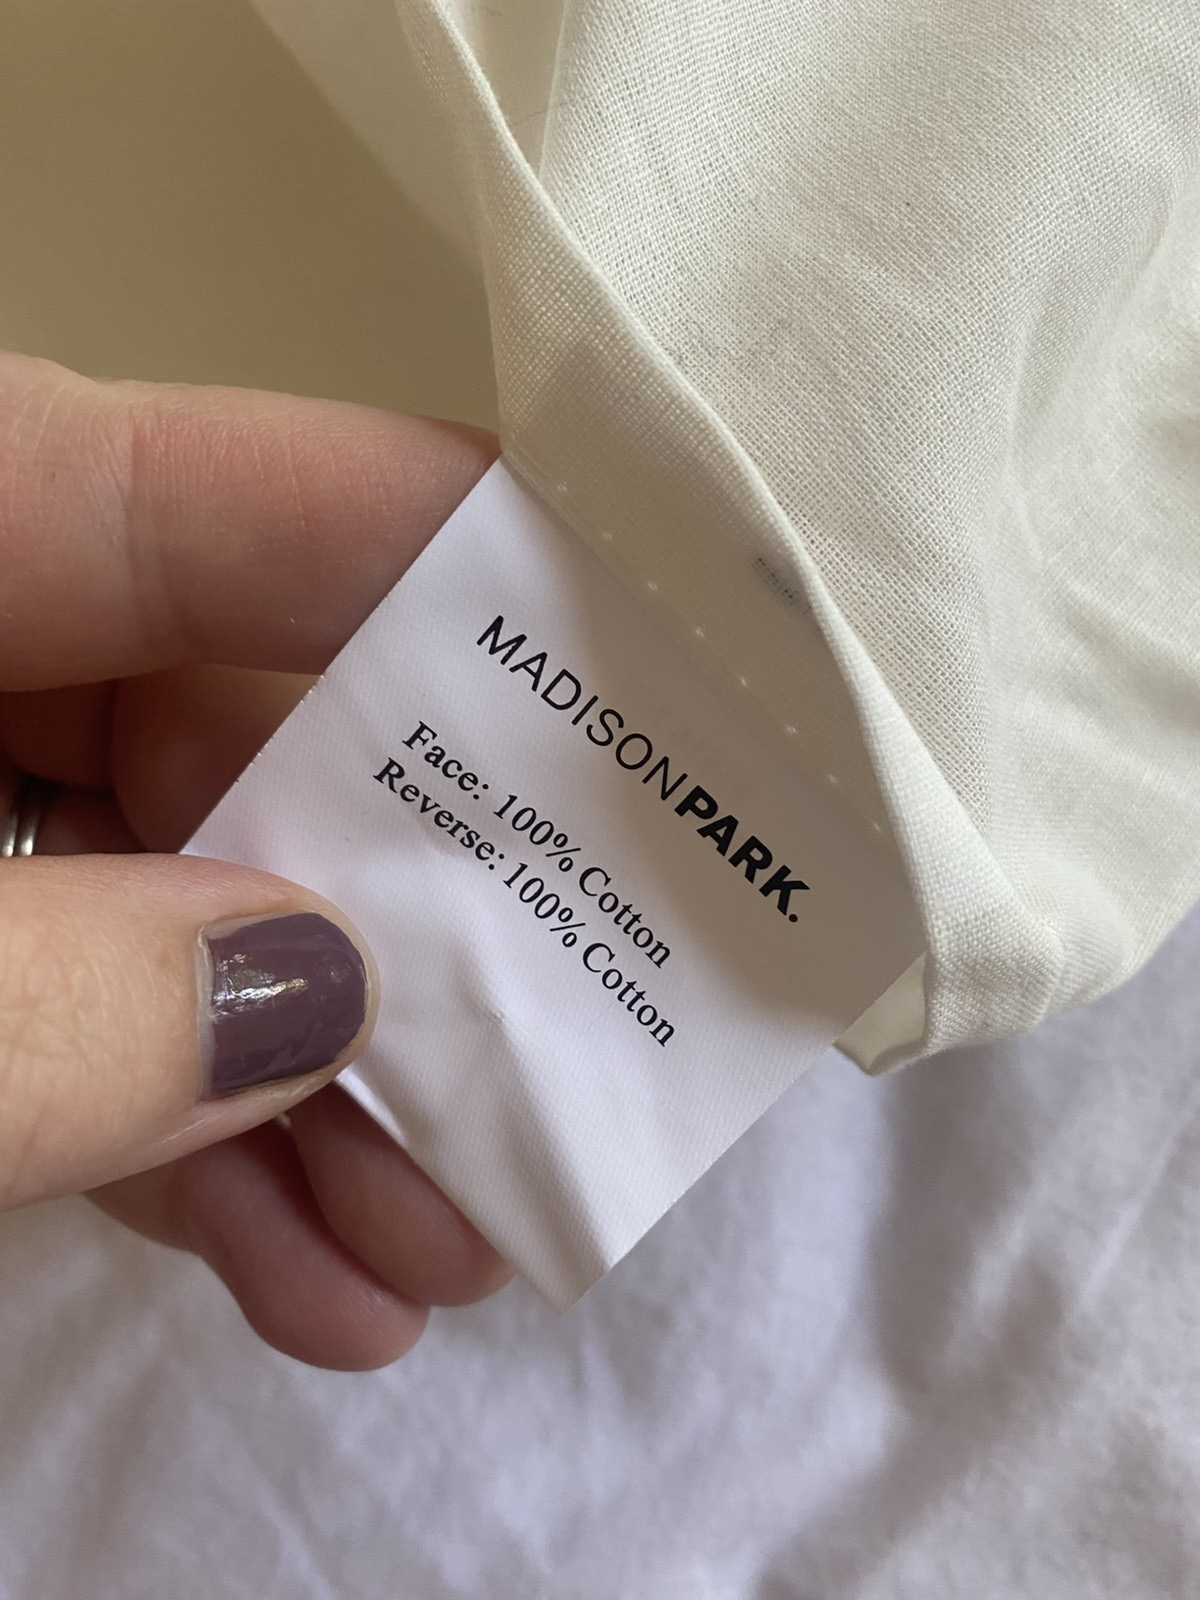 MADISONPARK.
Face: 100% Cotton
Reverse: 100% Cotton